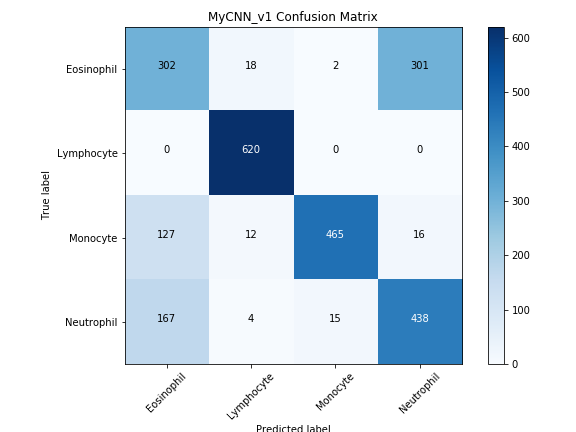 MyCNN_v1 Confusion Matrix
Eosinophil 302 18 2 301
Lymphocyte 0 620 0 0
Monocyte 127 12 465 16
Neutrophil 167 4 15 438
True label
Eosinophil Lymphocyte Monocyte Neutrophil
Predicted label
600
500
400
300
200
100
0